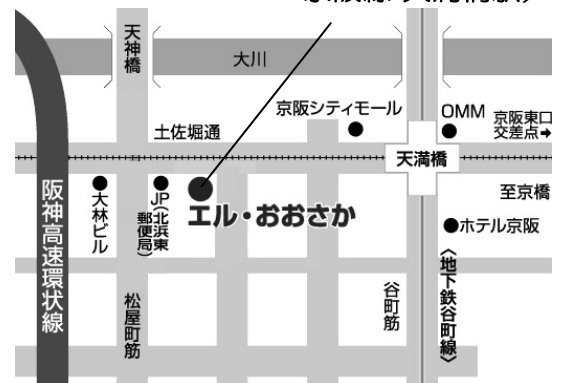 天神橋
大川
京阪シティモール
OMM
京阪東口
交差点➡
土佐堀通
天満橋
至京橋
阪神高速環状線
大林ビル
JP(北浜東
郵便局)
エル・おおさか
ホテル京阪
松屋町筋
谷町筋
〈地下鉄谷町線〉